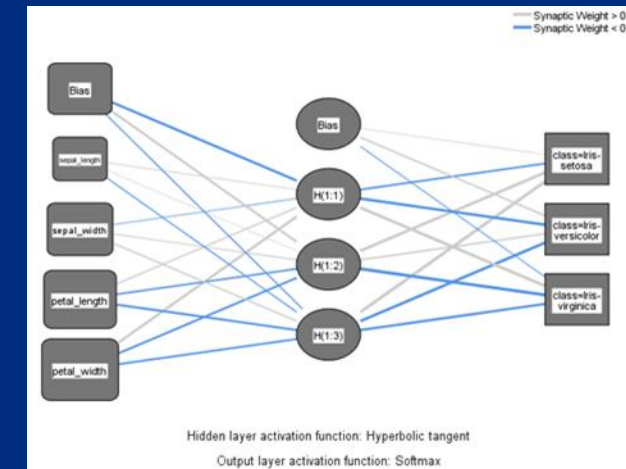 Synaptic Weight > 0
Synaptic Weight < 0
Bias
sepal_length
sepal_width
petal_length
petal_width
Bias
H(1:1)
H(1:2)
H(1:3)
class=Iris-
setosa
class=Iris-
versicolor
class=Iris-
virginica
Hidden layer activation function: Hyperbolic tangent
Output layer activation function: Softmax